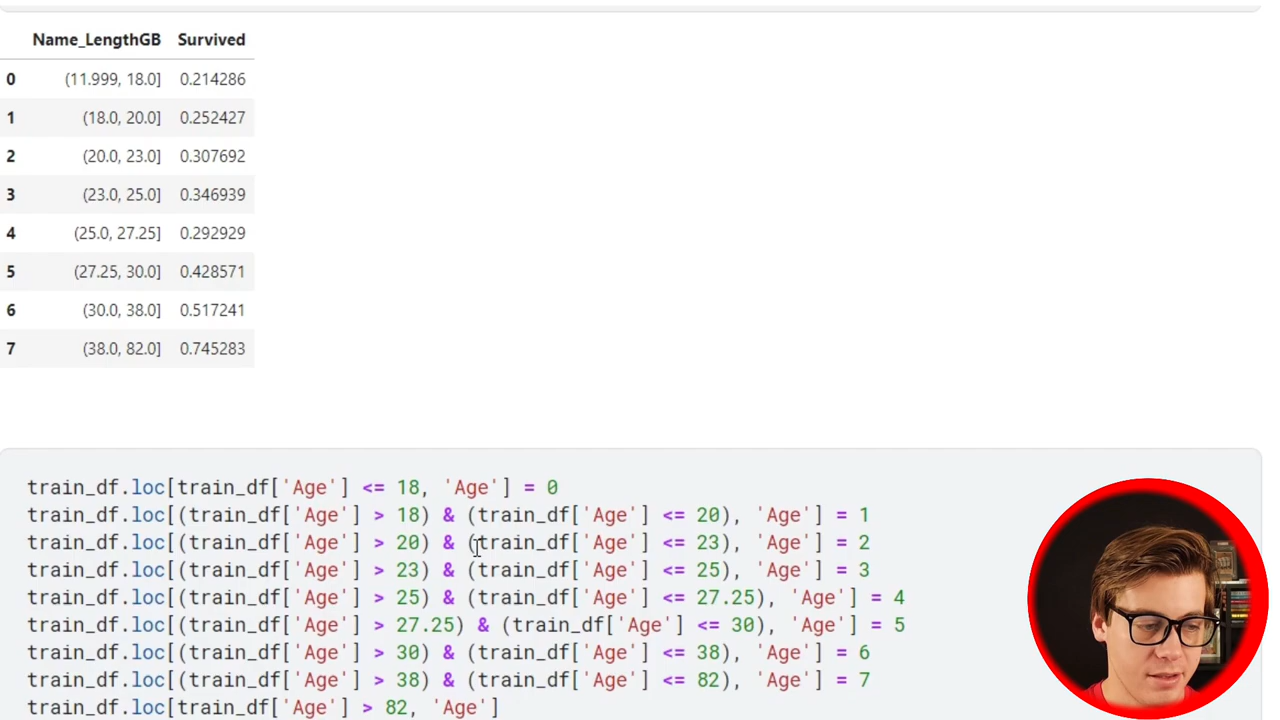 Name_LengthGB Survived
0 (11.999, 18.0] 0.214286
1 (18.0, 20.0] 0.252427
2 (20.0, 23.0] 0.307692
3 (23.0, 25.0] 0.346939
4 (25.0, 27.25] 0.292929
5 (27.25, 30.0] 0.428571
6 (30.0, 38.0] 0.517241
7 (38.0, 82.0] 0.745283
train_df.loc[train_df['Age'] <= 18, 'Age'] = 0
train_df.loc[(train_df['Age'] > 18) & (train_df['Age'] <= 20), 'Age'] = 1
train_df.loc[(train_df['Age'] > 20) & (train_df['Age'] <= 23), 'Age'] = 2
train_df.loc[(train_df['Age'] > 23) & (train_df['Age'] <= 25), 'Age'] = 3
train_df.loc[(train_df['Age'] > 25) & (train_df['Age'] <= 27.25), 'Age'] = 4
train_df.loc[(train_df['Age'] > 27.25) & (train_df['Age'] <= 30), 'Age'] = 5
train_df.loc[(train_df['Age'] > 30) & (train_df['Age'] <= 38), 'Age'] = 6
train_df.loc[(train_df['Age'] > 38) & (train_df['Age'] <= 82), 'Age'] = 7
train_df.loc[train_df['Age'] > 82, 'Age']